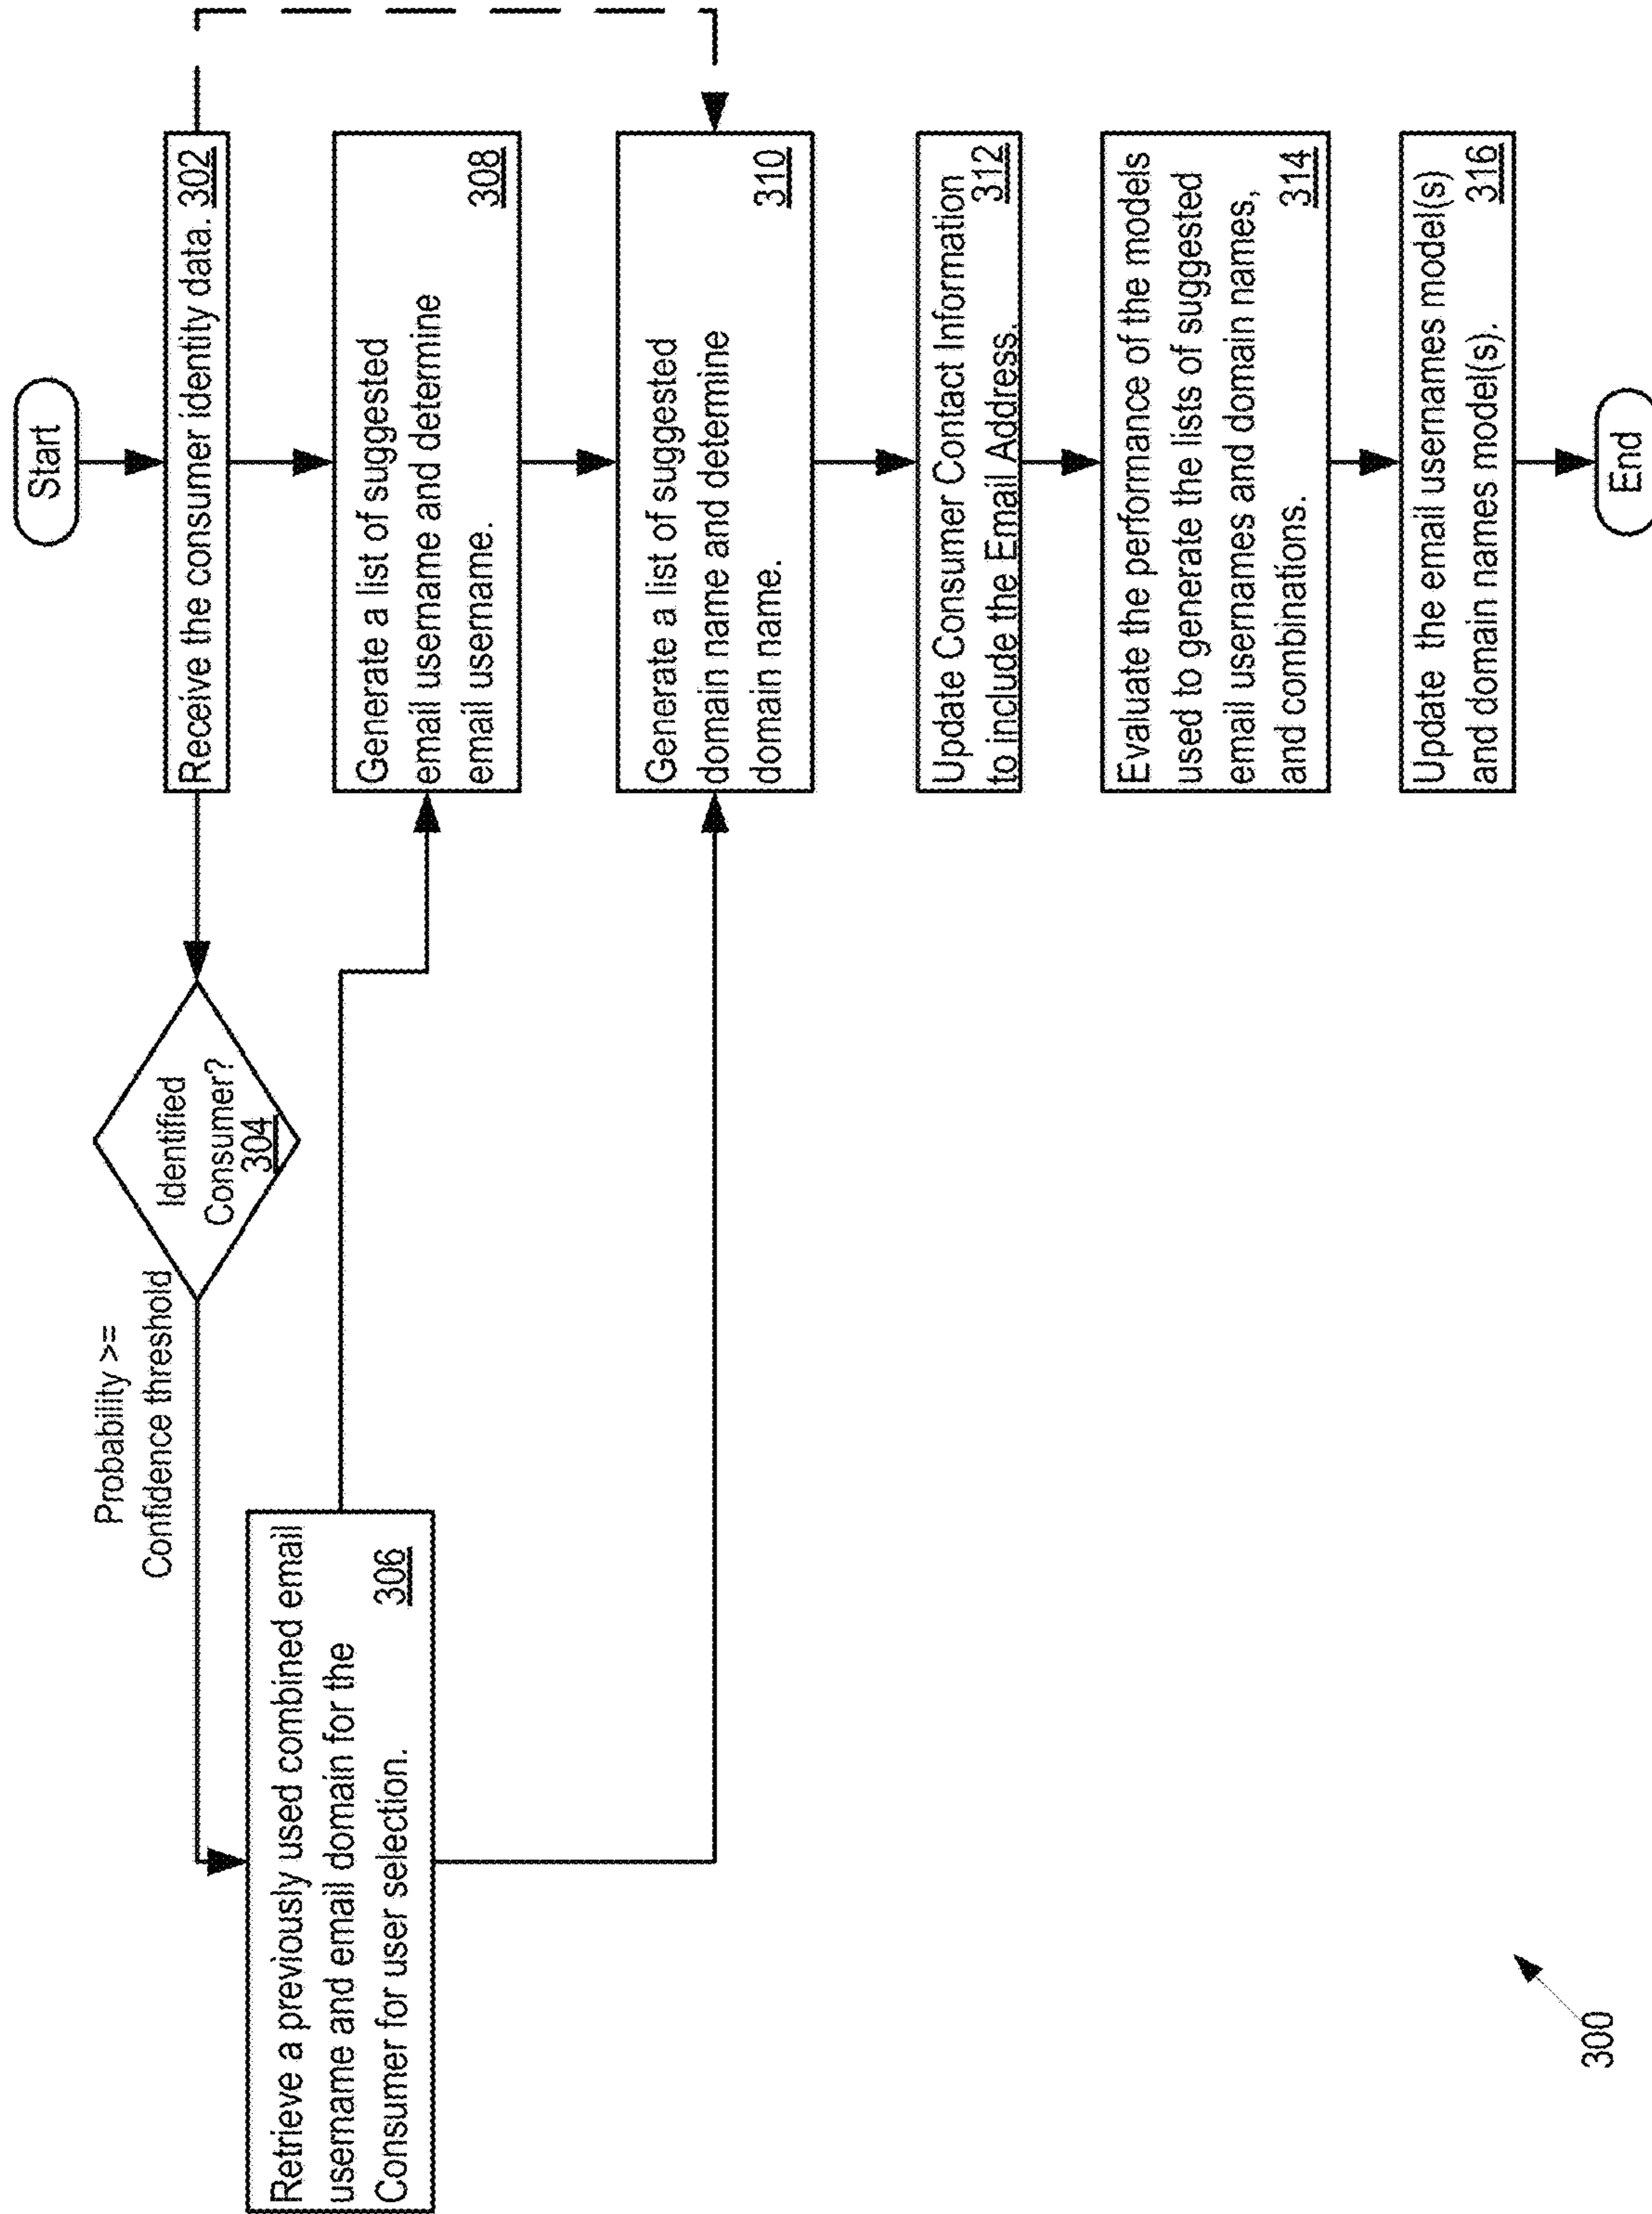 Start
Receive the consumer identity data. 302
Identified
Consumer?
304
Probability >=
Confidence threshold
Retrieve a previously used combined email
username and email domain for the
Consumer for user selection. 306
Generate a list of suggested
email username and determine
email username. 308
Generate a list of suggested
domain name and determine
domain name. 310
Update Consumer Contact Information
to include the Email Address. 312
Evaluate the performance of the models
used to generate the lists of suggested
email usernames and domain names,
and combinations. 314
Update the email usernames model(s)
and domain names model(s). 316
End
300